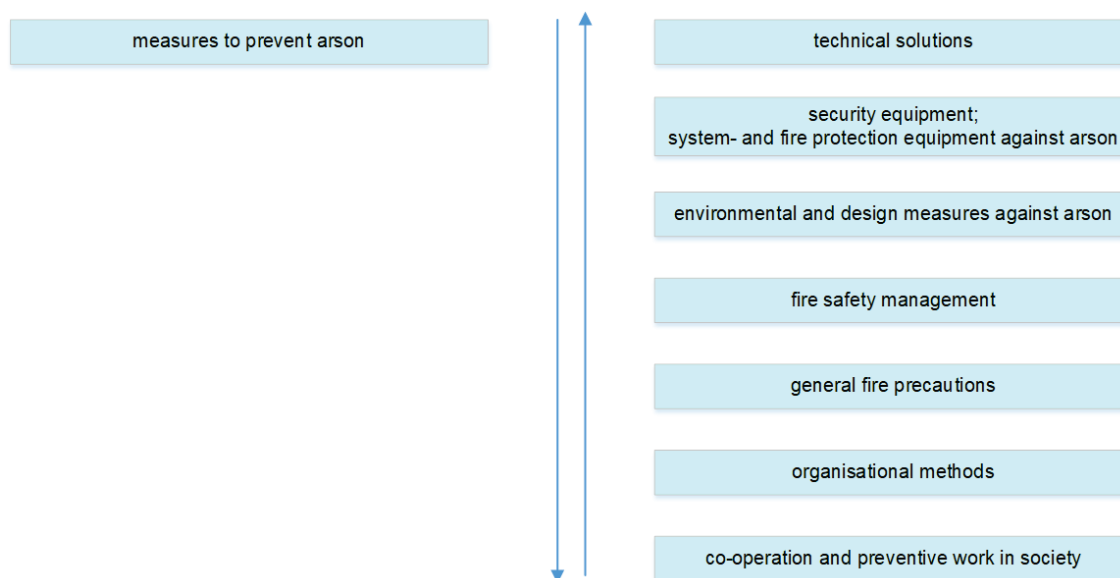 measures to prevent arson
technical solutions
security equipment;
system- and fire protection equipment against arson
environmental and design measures against arson
fire safety management
general fire precautions
organisational methods
co-operation and preventive work in society